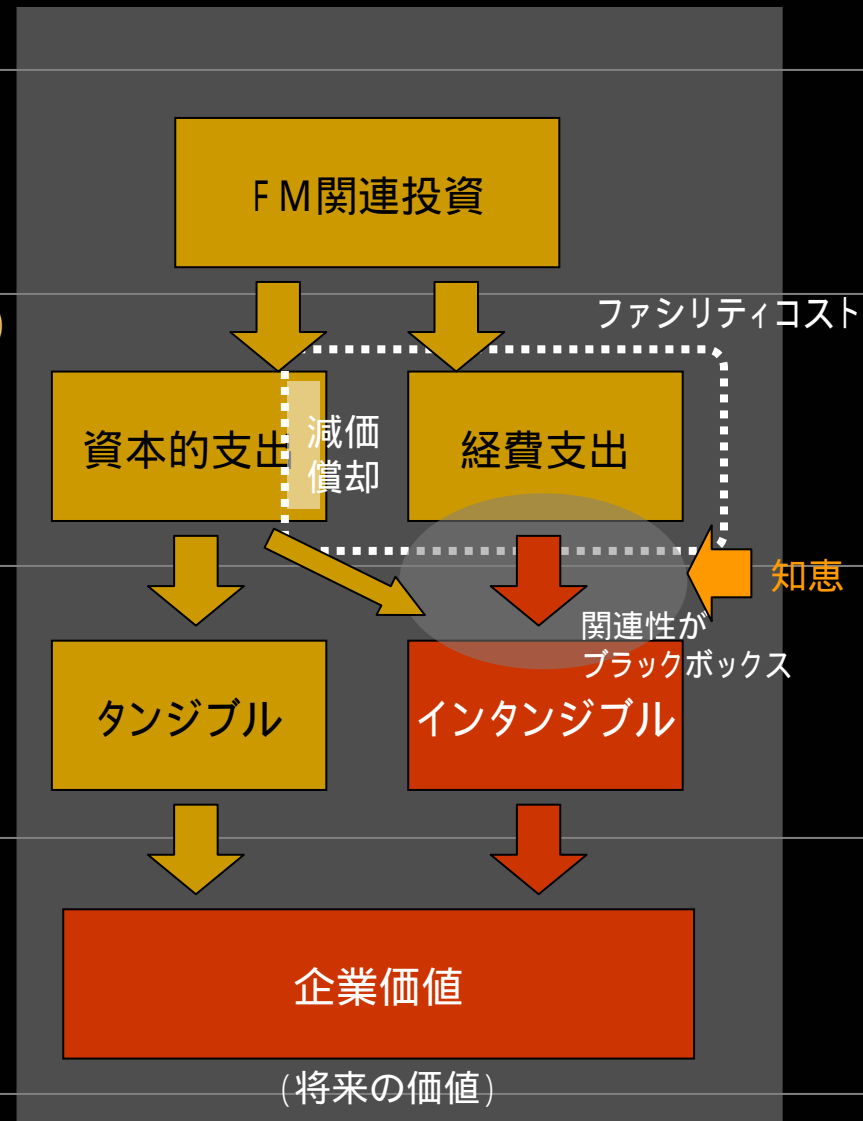 ＦＭ関連投資
ファシリティコスト
)
資本的支出
減価
償却
経費支出
知恵
関連性が
ブラックボックス
タンジブル
インタンジブル
企業価値
(将来の価値)